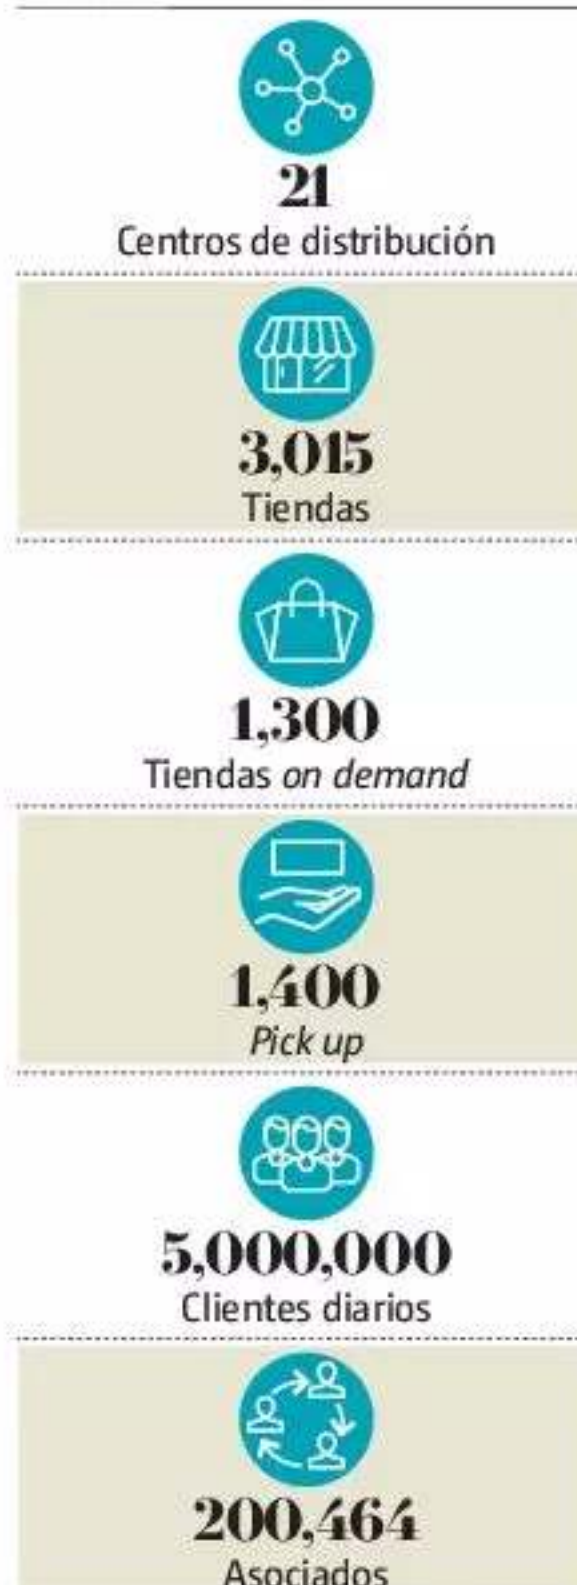 21
Centros de distribución
3,015
Tiendas
1,300
Tiendas on demand
1,400
Pick up
5,000,000
Clientes diarios
200,464
Asociados